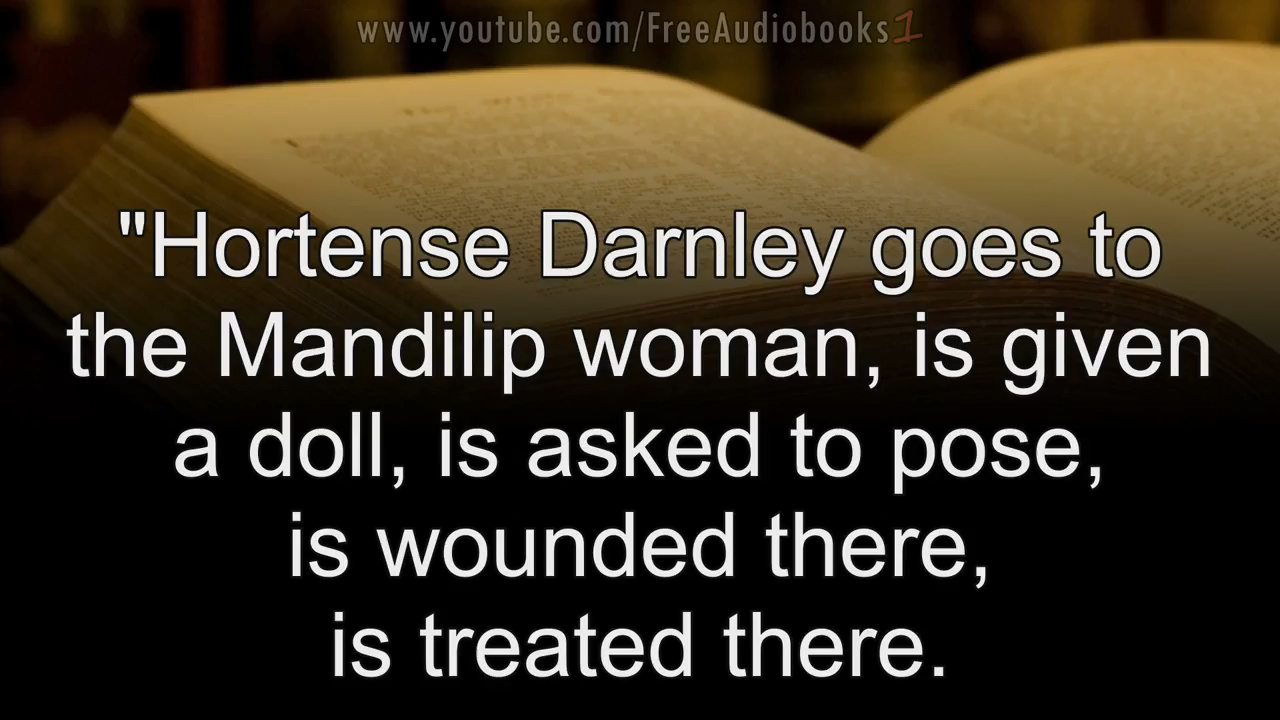 www.youtube.com/FreeAudiobooks1
"Hortense Darnley goes to
the Mandilip woman, is given
a doll, is asked to pose,
is wounded there,
is treated there.